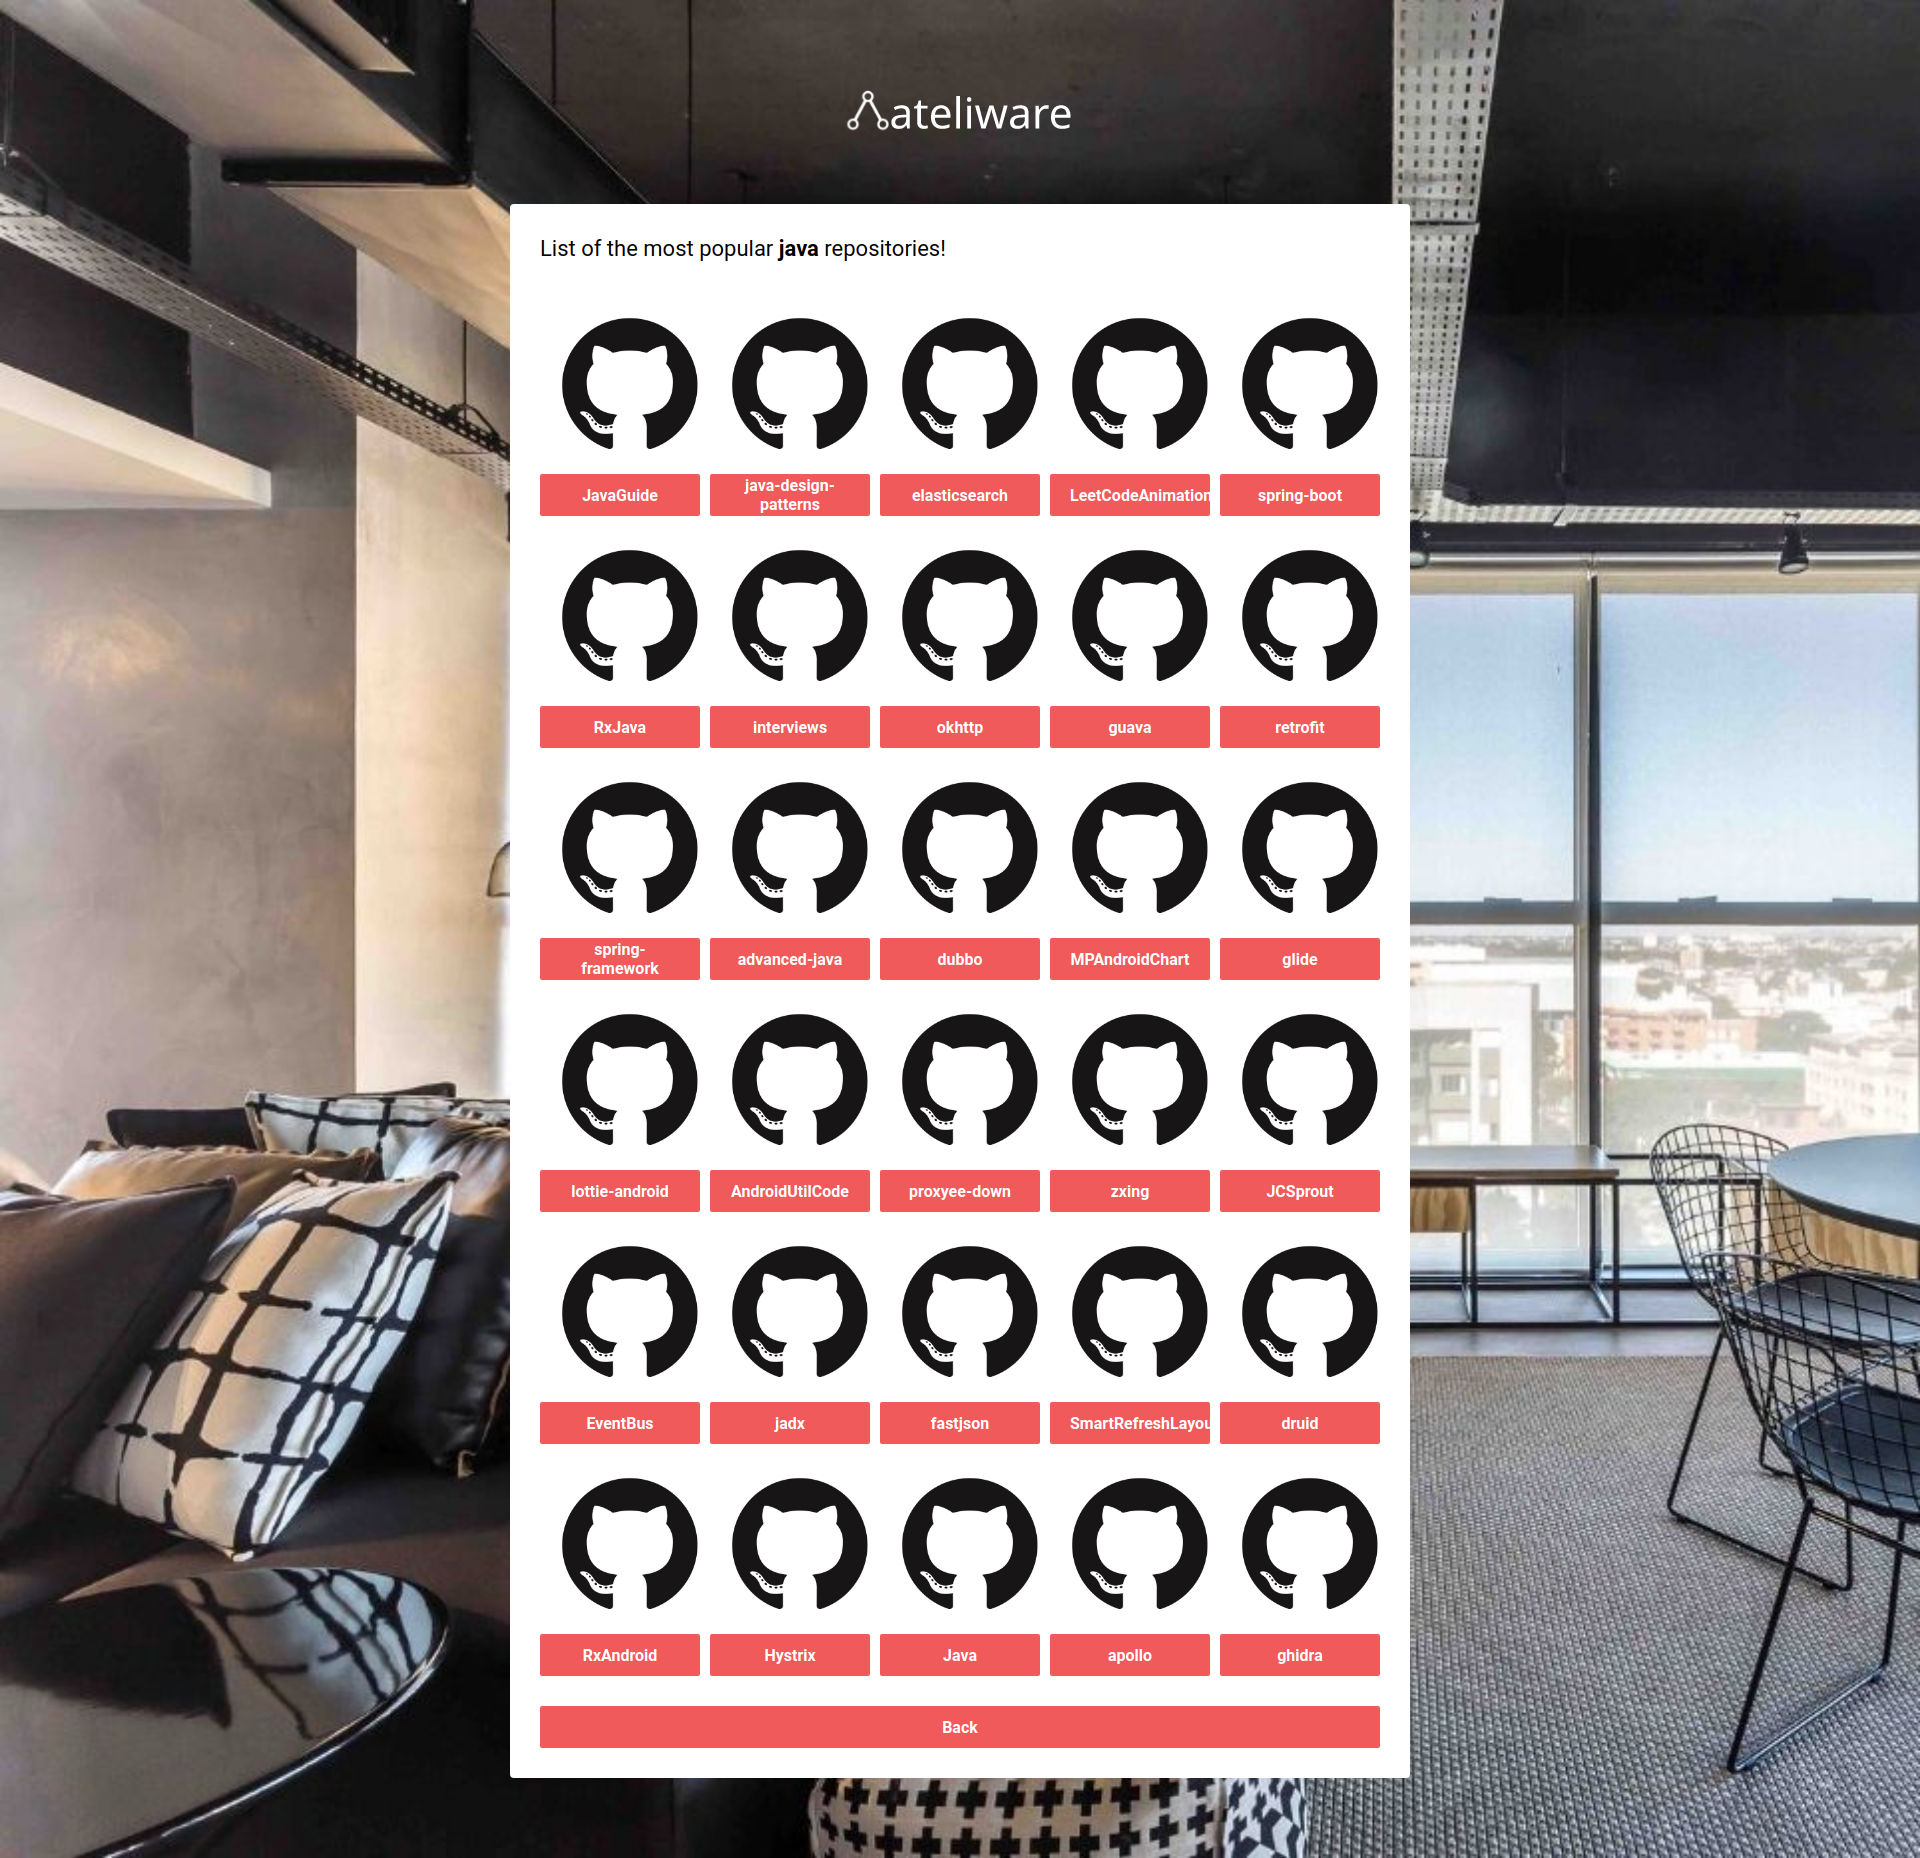 ateliware
List of the most popular java repositories!
JavaGuide
java-design-
patterns
elasticsearch
LeetCodeAnimation
spring-boot
RxJava
interviews
okhttp
guava
retrofit
spring-
framework
advanced-java
dubbo
MPAndroidChart
glide
lottie-android
AndroidUtilCode
proxyee-down
zxing
JCSprout
EventBus
jadx
fastjson
SmartRefreshLayou
druid
RxAndroid
Hystrix
Java
apollo
ghidra
Back